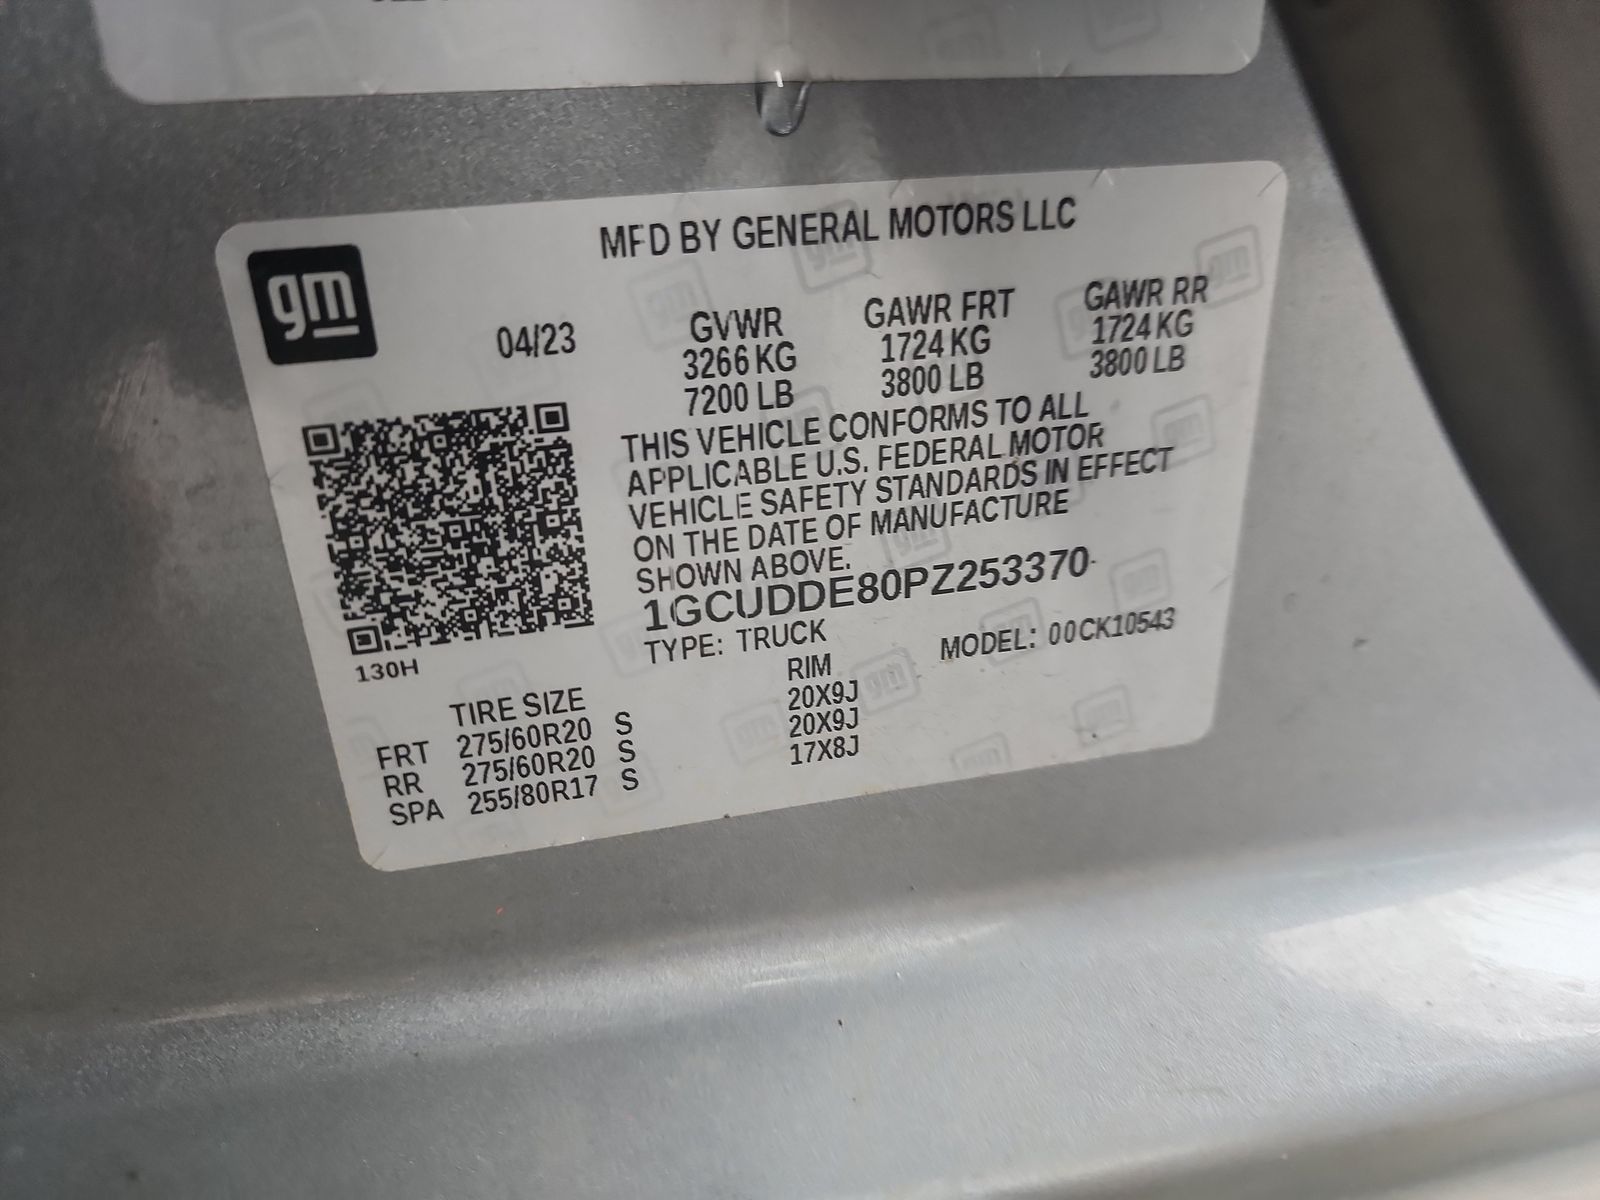 gm
MFD BY GENERAL MOTORS LLC
04/23
GVWR GAWR FRT GAWR RR
3266 KG 1724 KG 1724 KG
7200 LB 3800 LB 3800 LB
THIS VEHICLE CONFORMS TO ALL
APPLICABLE U.S. FEDERAL MOTOR
VEHICLE SAFETY STANDARDS IN EFFECT
ON THE DATE OF MANUFACTURE
SHOWN ABOVE.
1GCUDDE80PZ253370
TYPE: TRUCK MODEL: 00CK10543
130H
TIRE SIZE RIM
FRT 275/60R20 S 20X9J
RR 275/60R20 S 20X9J
SPA 255/80R17 S 17X8J